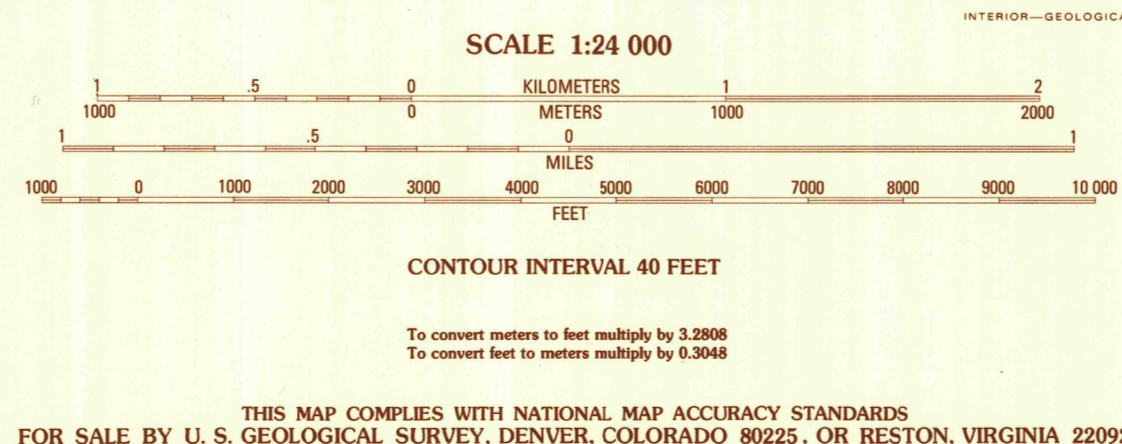 INTERIOR—GEOLOGICA
SCALE 1:24 000
1 .5 0 KILOMETERS 1 2
1000 0 METERS 1000 2000
1 .5 0 1
MILES
1000 0 1000 2000 3000 4000 5000 6000 7000 8000 9000 10 000
FEET
CONTOUR INTERVAL 40 FEET
To convert meters to feet multiply by 3.2808
To convert feet to meters multiply by 0.3048
THIS MAP COMPLIES WITH NATIONAL MAP ACCURACY STANDARDS
FOR SALE BY U. S. GEOLOGICAL SURVEY, DENVER, COLORADO 80225, OR RESTON, VIRGINIA 22092